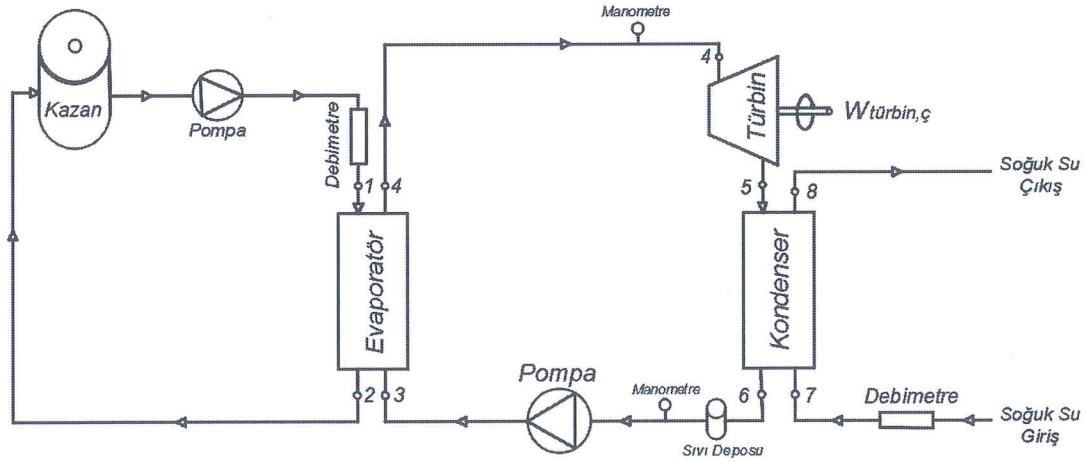 Manometre
4
Kazan
Pompa
Debimetre
Türbin
Wtürbin,ç
1
4
5
8
Soğuk Su
Çıkış
Evaporatör
Kondenser
Pompa
Manometre
2
3
6
7
Debimetre
Sıvı Deposu
Soğuk Su
Giriş